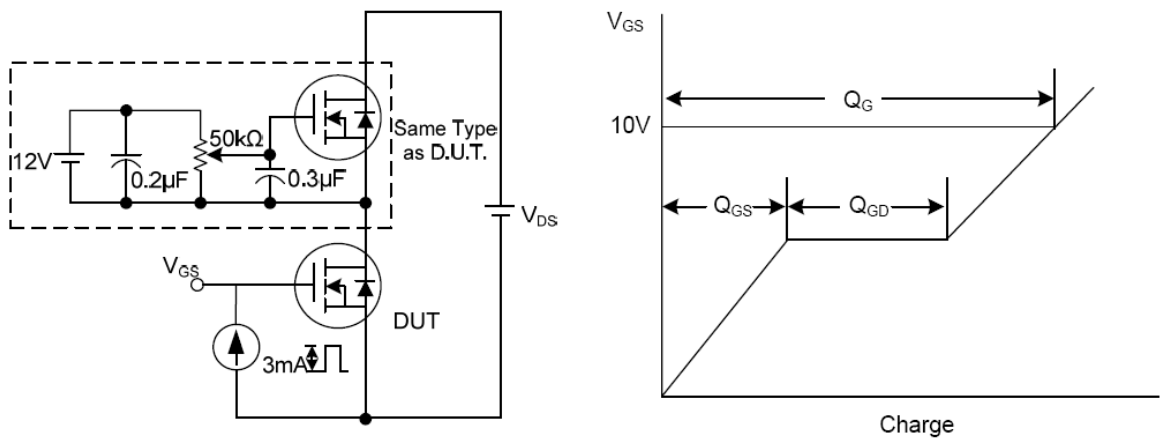 12V
0.2μF
50kΩ
0.3μF
Same Type
as D.U.T.
V_DS
V_GS
DUT
3mA
V_GS
10V
Q_G
Q_GS
Q_GD
Charge